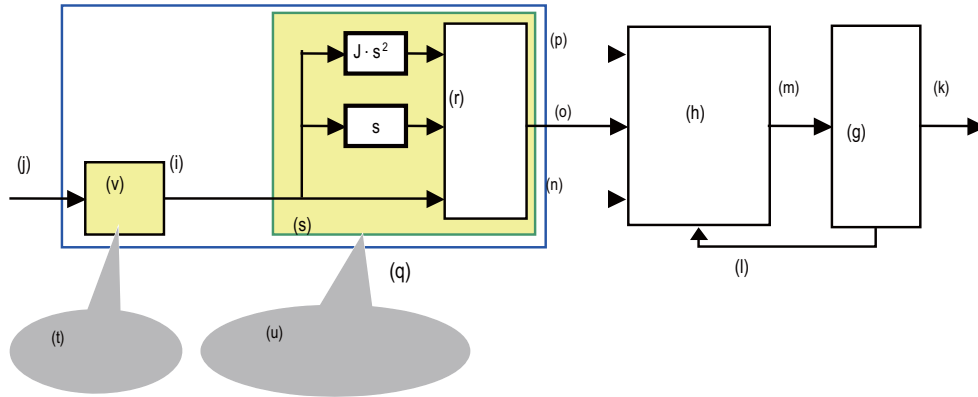 J · s²
(p)
(r)
(h)
(m)
(k)
(o)
s
(g)
(j)
(i)
(v)
(n)
(s)
(q)
(l)
(t)
(u)